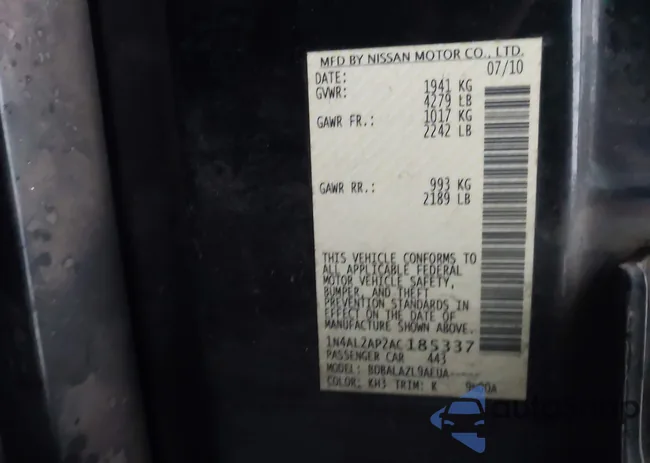 MFD BY NISSAN MOTOR CO., LTD.
DATE: 07/10
GVWR: 1941 KG
4279 LB
GAWR FR.: 1017 KG
2242 LB
GAWR RR.: 993 KG
2189 LB
THIS VEHICLE CONFORMS TO
ALL APPLICABLE FEDERAL
MOTOR VEHICLE SAFETY,
BUMPER, AND THEFT
PREVENTION STANDARDS IN
EFFECT ON THE DATE OF
MANUFACTURE SHOWN ABOVE.
1N4AL2AP2AC185337
PASSENGER CAR 443
MODEL: BDBALAZL9AEUA
COLOR: KH3 TRIM: K